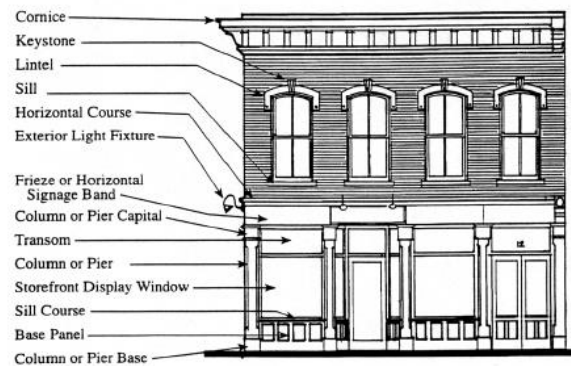 Cornice
Keystone
Lintel
Sill
Horizontal Course
Exterior Light Fixture
Frieze or Horizontal
Signage Band
Column or Pier Capital
Transom
Column or Pier
Storefront Display Window
Sill Course
Base Panel
Column or Pier Base